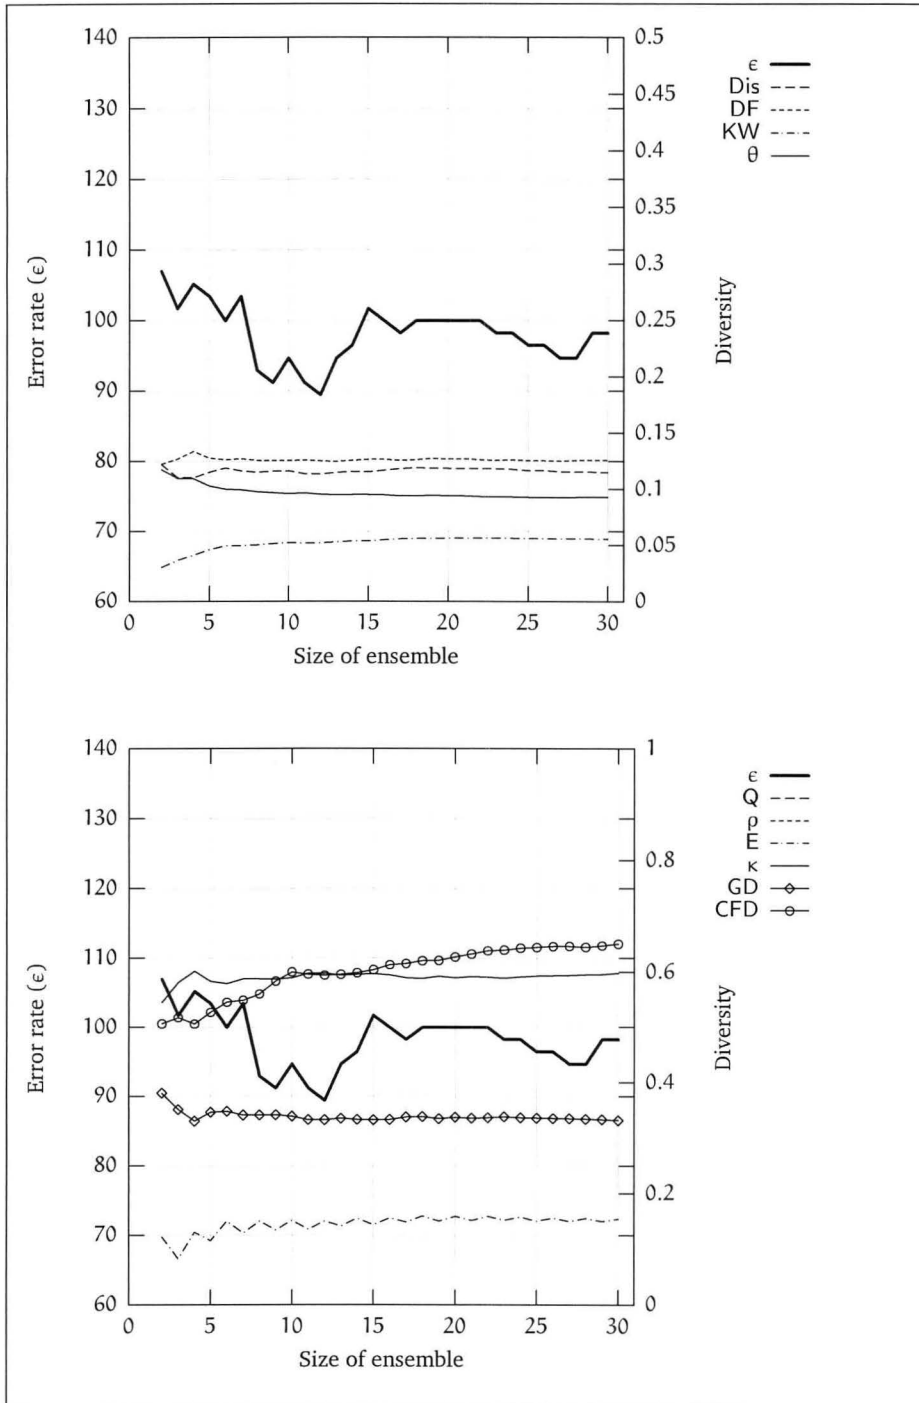 140
130
120
110
100
90
80
70
60
0.5
0.45
0.4
0.35
0.3
0.25
0.2
0.15
0.1
0.05
0
0 5 10 15 20 25 30
Error rate (ϵ)
Diversity
Size of ensemble
ϵ
Dis
DF
KW
θ
140
130
120
110
100
90
80
70
60
1
0.8
0.6
0.4
0.2
0
0 5 10 15 20 25 30
Error rate (ϵ)
Diversity
Size of ensemble
ϵ
Q
ρ
E
κ
GD
CFD